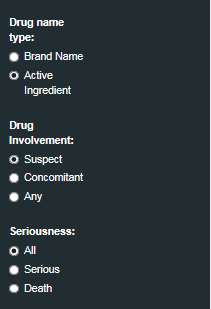 Drug name
type:
Brand Name
Active
Ingredient
Drug
Involvement:
Suspect
Concomitant
Any
Seriousness:
All
Serious
Death